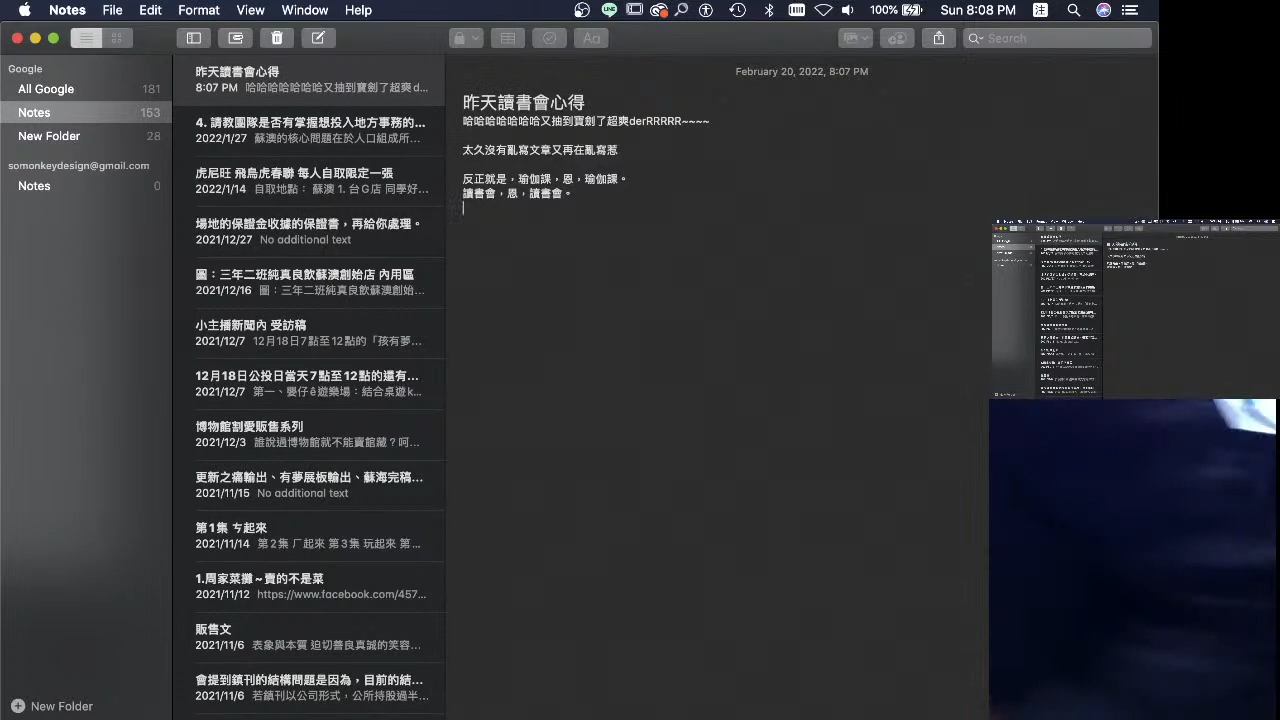 Notes File Edit Format View Window Help 100% Sun 8:08 PM 注
Aa Search
Google
All Google 181
Notes 153
New Folder 28
somonkeydesign@gmail.com
Notes 0
New Folder
昨天讀書會心得
8:07 PM 哈哈哈哈哈哈哈又抽到寶劍了超爽d...
4. 請教團隊是否有掌握想投入地方事務的...
2022/1/27 蘇澳的核心問題在於人口組成所...
虎尼旺 飛鳥虎春聯 每人自取限定一張
2022/1/14 自取地點： 蘇澳 1. 台G店 同學好...
場地的保證金收據的保證書，再給你處理。
2021/12/27 No additional text
圖：三年二班純真良飲蘇澳創始店 內用區
2021/12/16 圖：三年二班純真良飲蘇澳創始...
小主播新聞內 受訪稿
2021/12/7 12月18日7點至12點的「孩有夢...
12月18日公投日當天7點至12點的還有...
2021/12/7 第一、嬰仔ê遊樂場：結合桌遊k...
博物館割愛販售系列
2021/12/3 誰說過博物館就不能賣館藏？呵...
更新之痛輸出、有夢展板輸出、蘇海完稿...
2021/11/15 No additional text
第1集 ㄘ起來
2021/11/14 第2集 ㄏ起來 第3集 玩起來 第...
1.周家菜攤～賣的不是菜
2021/11/12 https://www.facebook.com/457...
販售文
2021/11/6 表象與本質 迫切善良真誠的笑容...
會提到鎮刊的結構問題是因為，目前的結...
2021/11/6 若鎮刊以公司形式，公所持股過半...
February 20, 2022, 8:07 PM
昨天讀書會心得
哈哈哈哈哈哈哈又抽到寶劍了超爽derRRRRR~~~~
太久沒有亂寫文章又再在亂寫惹
反正就是，瑜伽課，恩，瑜伽課。
讀書會，恩，讀書會。